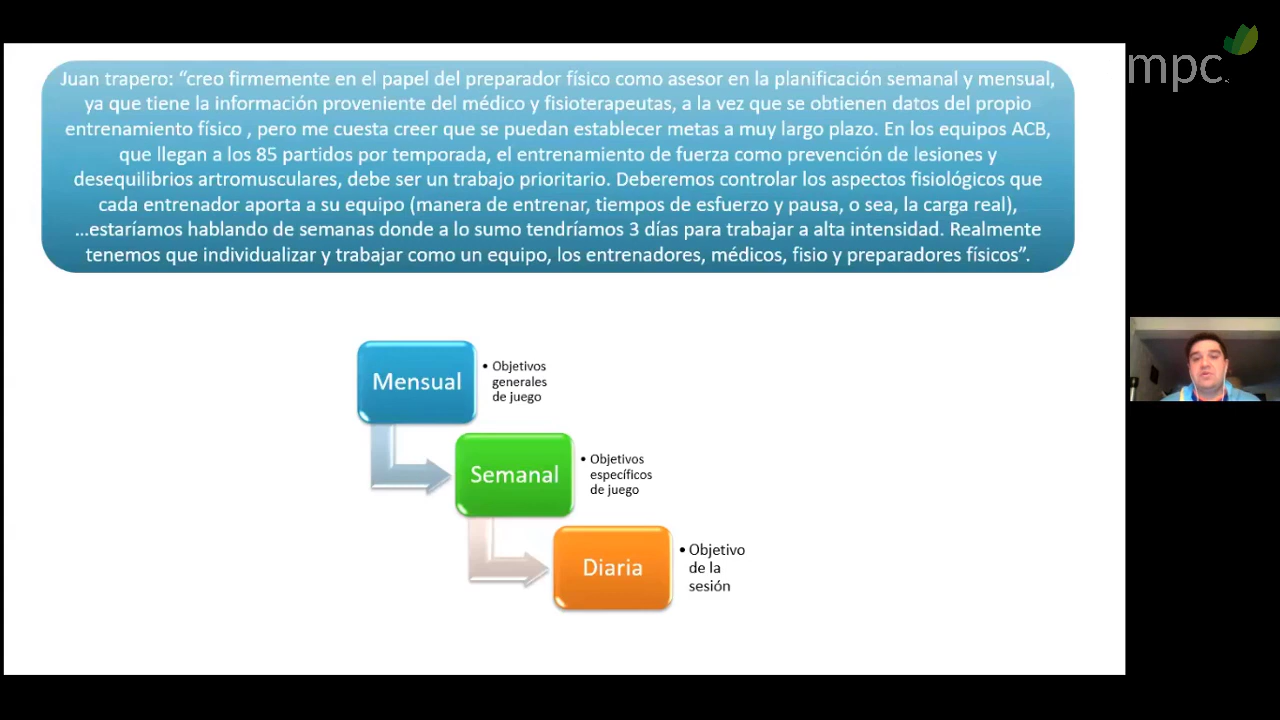 mpc
Juan trapero: “creo firmemente en el papel del preparador físico como asesor en la planificación semanal y mensual,
ya que tiene la información proveniente del médico y fisioterapeutas, a la vez que se obtienen datos del propio
entrenamiento físico , pero me cuesta creer que se puedan establecer metas a muy largo plazo. En los equipos ACB,
que llegan a los 85 partidos por temporada, el entrenamiento de fuerza como prevención de lesiones y
desequilibrios artromusculares, debe ser un trabajo prioritario. Deberemos controlar los aspectos fisiológicos que
cada entrenador aporta a su equipo (manera de entrenar, tiempos de esfuerzo y pausa, o sea, la carga real),
…estaríamos hablando de semanas donde a lo sumo tendríamos 3 días para trabajar a alta intensidad. Realmente
tenemos que individualizar y trabajar como un equipo, los entrenadores, médicos, fisio y preparadores físicos”.
Mensual
• Objetivos
generales
de juego
Semanal
• Objetivos
específicos
de juego
Diaria
• Objetivo
de la
sesión